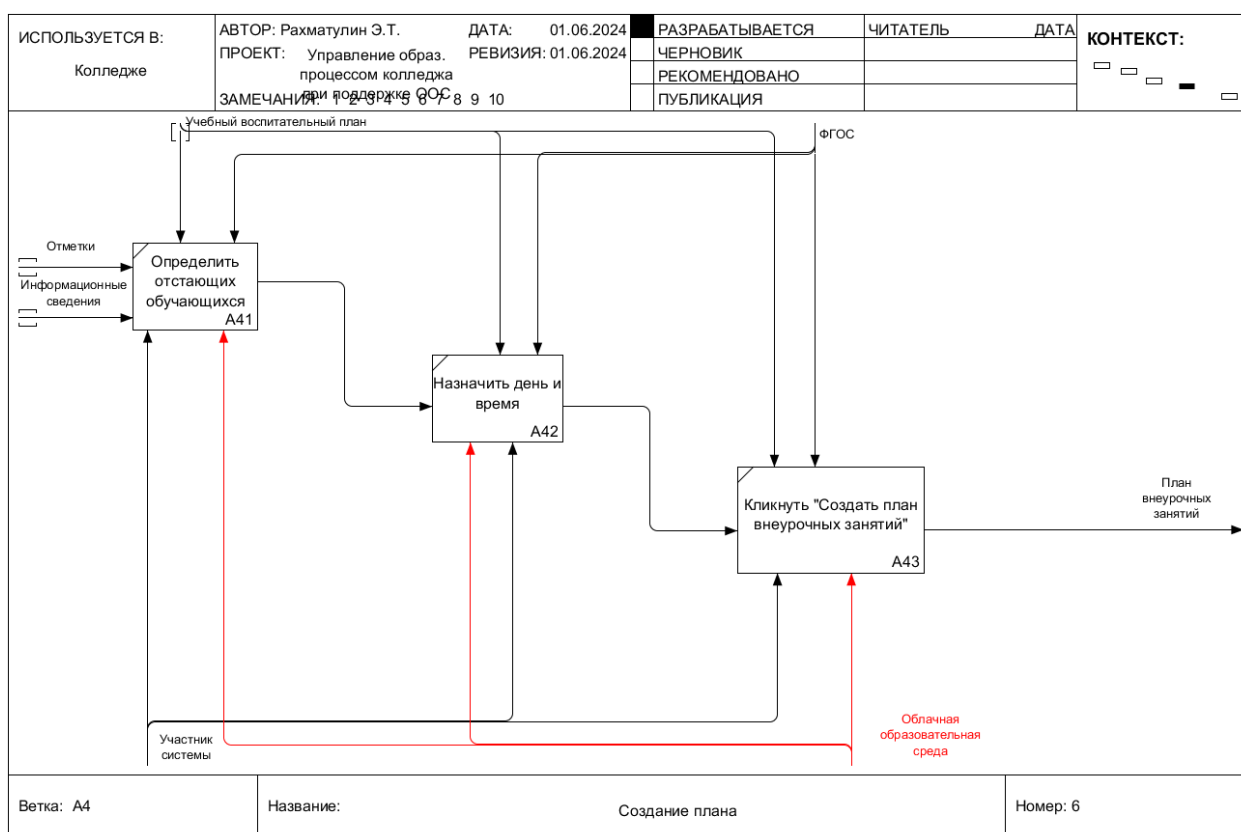 ИСПОЛЬЗУЕТСЯ В:
Колледже
АВТОР: Рахматулин Э.Т.
ДАТА: 01.06.2024
ПРОЕКТ: Управление образ.
процессом колледжа
при поддержке ООС
РЕВИЗИЯ: 01.06.2024
ЗАМЕЧАНИЯ: 1 2 3 4 5 6 7 8 9 10
РАЗРАБАТЫВАЕТСЯ
ЧЕРНОВИК
РЕКОМЕНДОВАНО
ПУБЛИКАЦИЯ
ЧИТАТЕЛЬ
ДАТА
КОНТЕКСТ:
Учебный воспитательный план
ФГОС
Отметки
Информационные
сведения
Определить
отстающих
обучающихся
A41
Назначить день и
время
A42
Кликнуть "Создать план
внеурочных занятий"
A43
План
внеурочных
занятий
Участник
системы
Облачная
образовательная
среда
Ветка: A4
Название:
Создание плана
Номер: 6